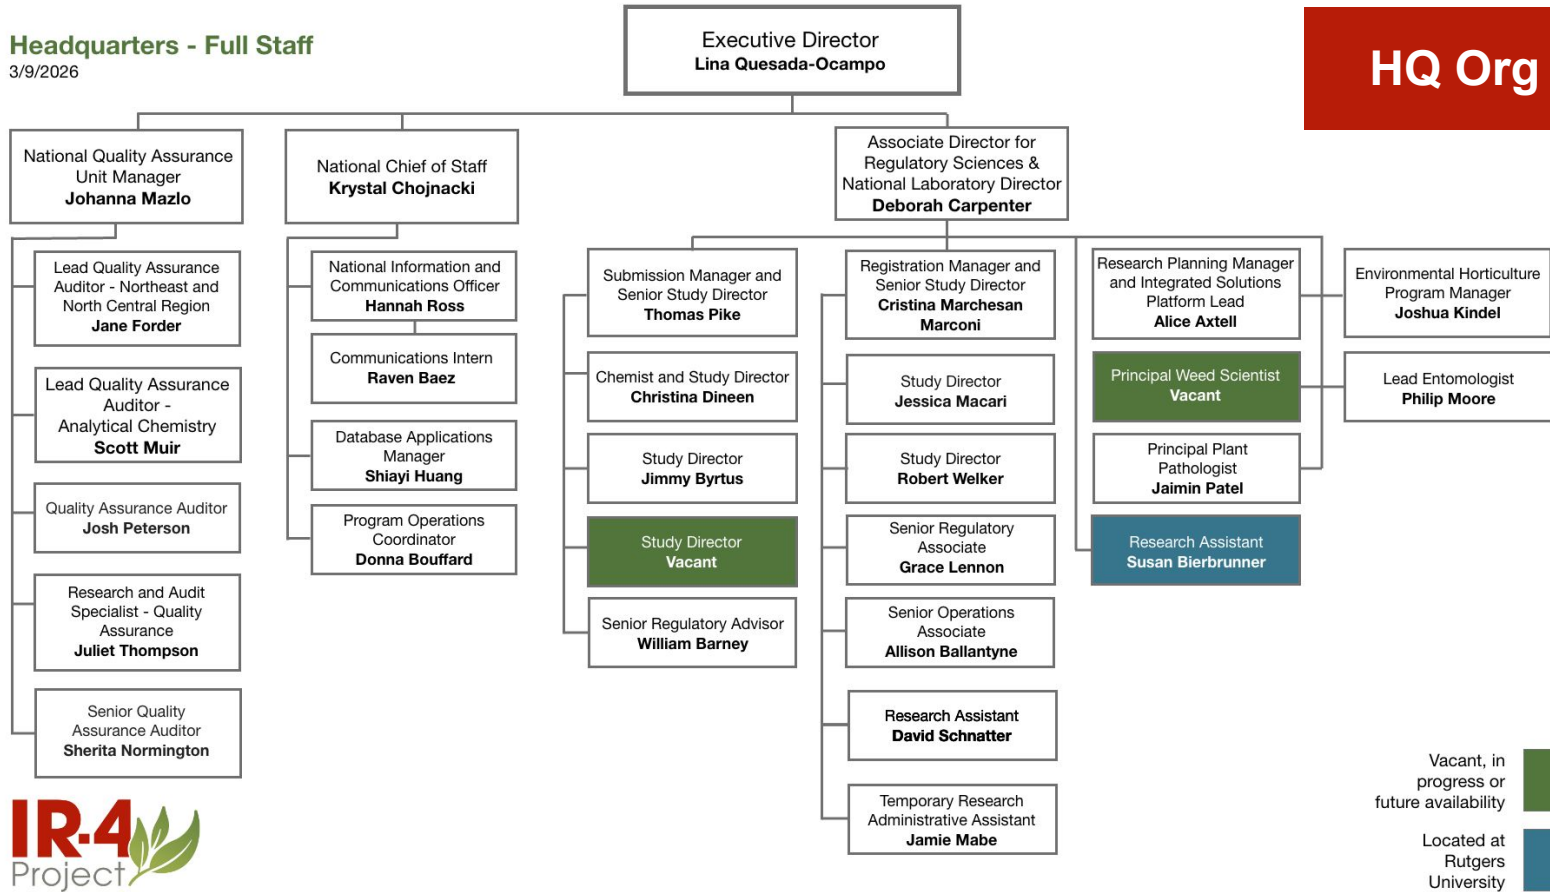 Headquarters - Full Staff
3/9/2026
Executive Director
Lina Quesada-Ocampo
HQ Org
National Quality Assurance
Unit Manager
Johanna Mazlo
National Chief of Staff
Krystal Chojnacki
Associate Director for
Regulatory Sciences &
National Laboratory Director
Deborah Carpenter
Lead Quality Assurance
Auditor - Northeast and
North Central Region
Jane Forder
Lead Quality Assurance
Auditor -
Analytical Chemistry
Scott Muir
Quality Assurance Auditor
Josh Peterson
Research and Audit
Specialist - Quality
Assurance
Juliet Thompson
Senior Quality
Assurance Auditor
Sherita Normington
National Information and
Communications Officer
Hannah Ross
Communications Intern
Raven Baez
Database Applications
Manager
Shiayi Huang
Program Operations
Coordinator
Donna Bouffard
Submission Manager and
Senior Study Director
Thomas Pike
Chemist and Study Director
Christina Dineen
Study Director
Jimmy Byrtus
Study Director
Vacant
Senior Regulatory Advisor
William Barney
Registration Manager and
Senior Study Director
Cristina Marchesan
Marconi
Study Director
Jessica Macari
Study Director
Robert Welker
Senior Regulatory
Associate
Grace Lennon
Senior Operations
Associate
Allison Ballantyne
Research Assistant
David Schnatter
Temporary Research
Administrative Assistant
Jamie Mabe
Research Planning Manager
and Integrated Solutions
Platform Lead
Alice Axtell
Principal Weed Scientist
Vacant
Principal Plant
Pathologist
Jaimin Patel
Research Assistant
Susan Bierbrunner
Environmental Horticulture
Program Manager
Joshua Kindel
Lead Entomologist
Philip Moore
Vacant, in
progress or
future availability
Located at
Rutgers
University
IR-4
Project